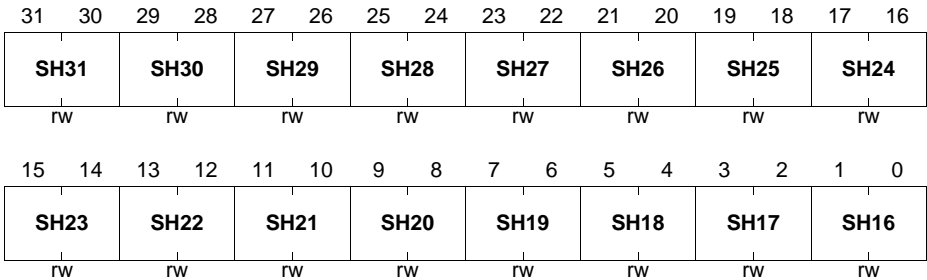 31 30 29 28 27 26 25 24 23 22 21 20 19 18 17 16
SH31 SH30 SH29 SH28 SH27 SH26 SH25 SH24
rw rw rw rw rw rw rw rw
15 14 13 12 11 10 9 8 7 6 5 4 3 2 1 0
SH23 SH22 SH21 SH20 SH19 SH18 SH17 SH16
rw rw rw rw rw rw rw rw